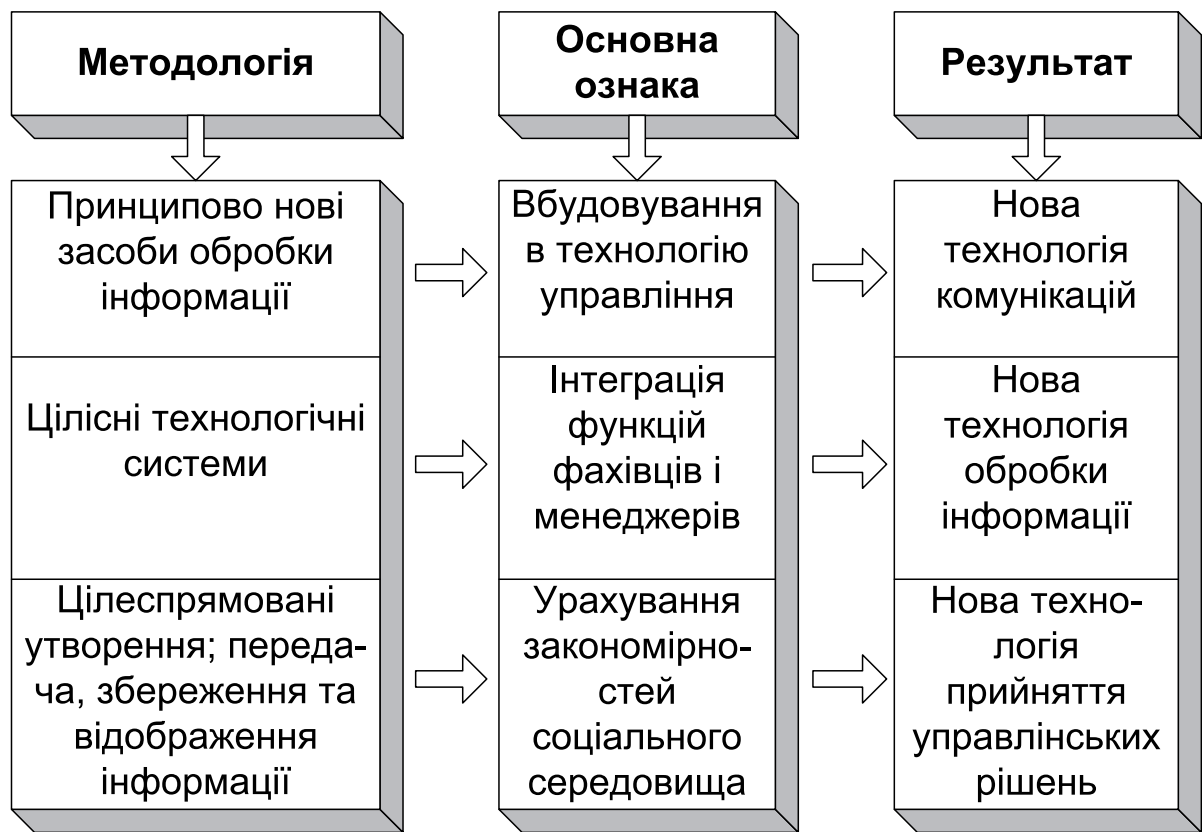 Методологія
Основна
ознака
Результат
Принципово нові
засоби обробки
інформації
Вбудовування
в технологію
управління
Нова
технологія
комунікацій
Цілісні технологічні
системи
Інтеграція
функцій
фахівців і
менеджерів
Нова
технологія
обробки
інформації
Цілеспрямовані
утворення; переда-
ча, збереження та
відображення
інформації
Урахування
закономірно-
стей
соціального
середовища
Нова техно-
логія
прийняття
управлінських
рішень